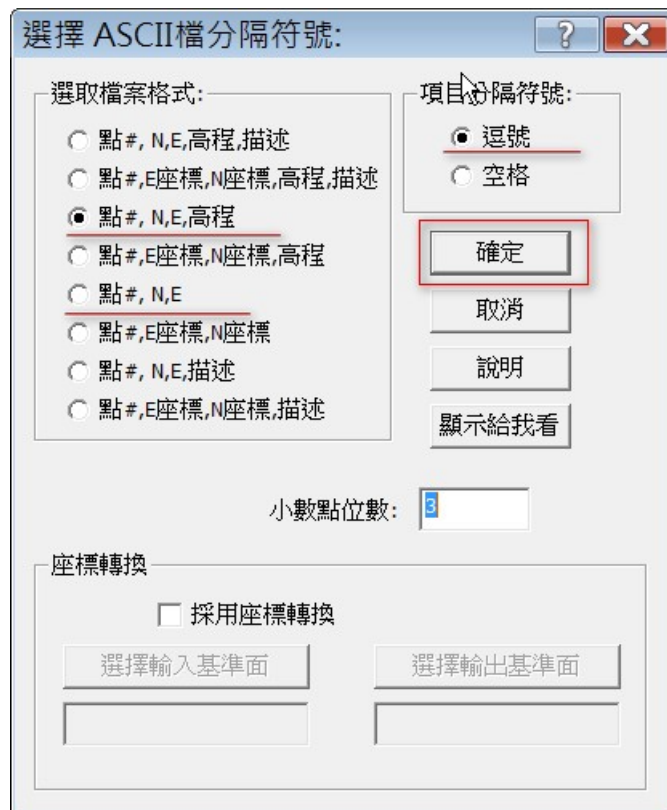 選擇 ASCII檔分隔符號:
選取檔案格式:
點#, N,E,高程,描述
點#,E座標,N座標,高程,描述
點#, N,E,高程
點#,E座標,N座標,高程
點#, N,E
點#,E座標,N座標
點#, N,E,描述
點#,E座標,N座標,描述
項目分隔符號:
逗號
空格
確定
取消
說明
顯示給我看
小數點位數: 3
座標轉換
採用座標轉換
選擇輸入基準面
選擇輸出基準面